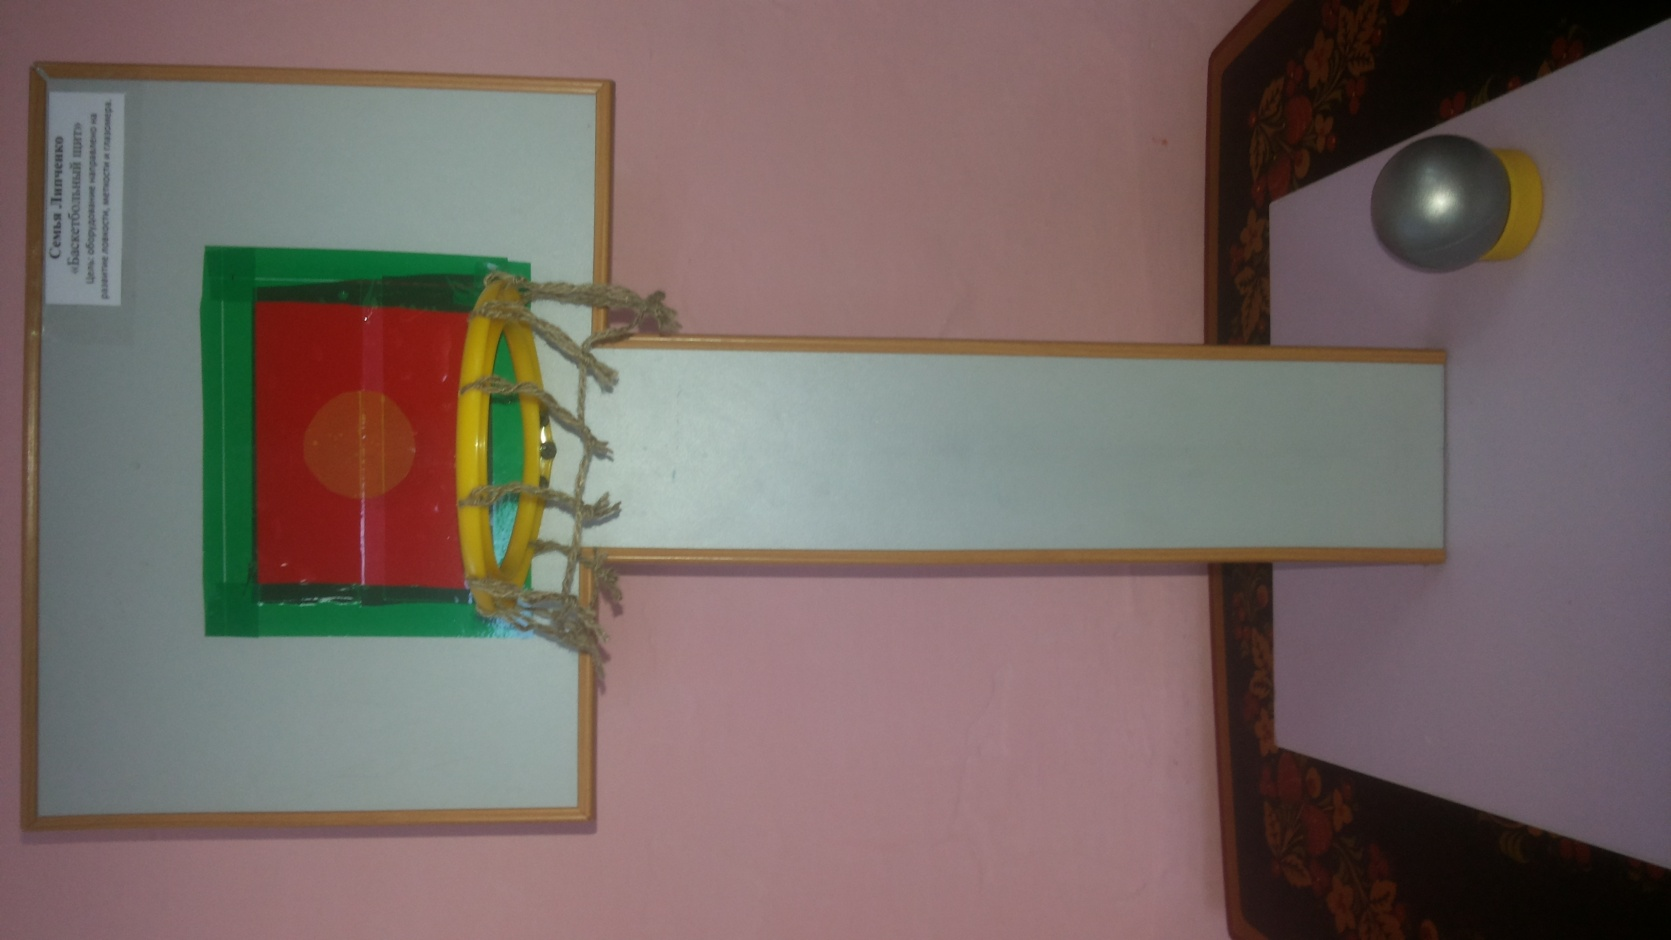 Семья Липченко
«Баскетбольный щит»
Цель: оборудование направлено на
развитие ловкости, меткости и глазомера.